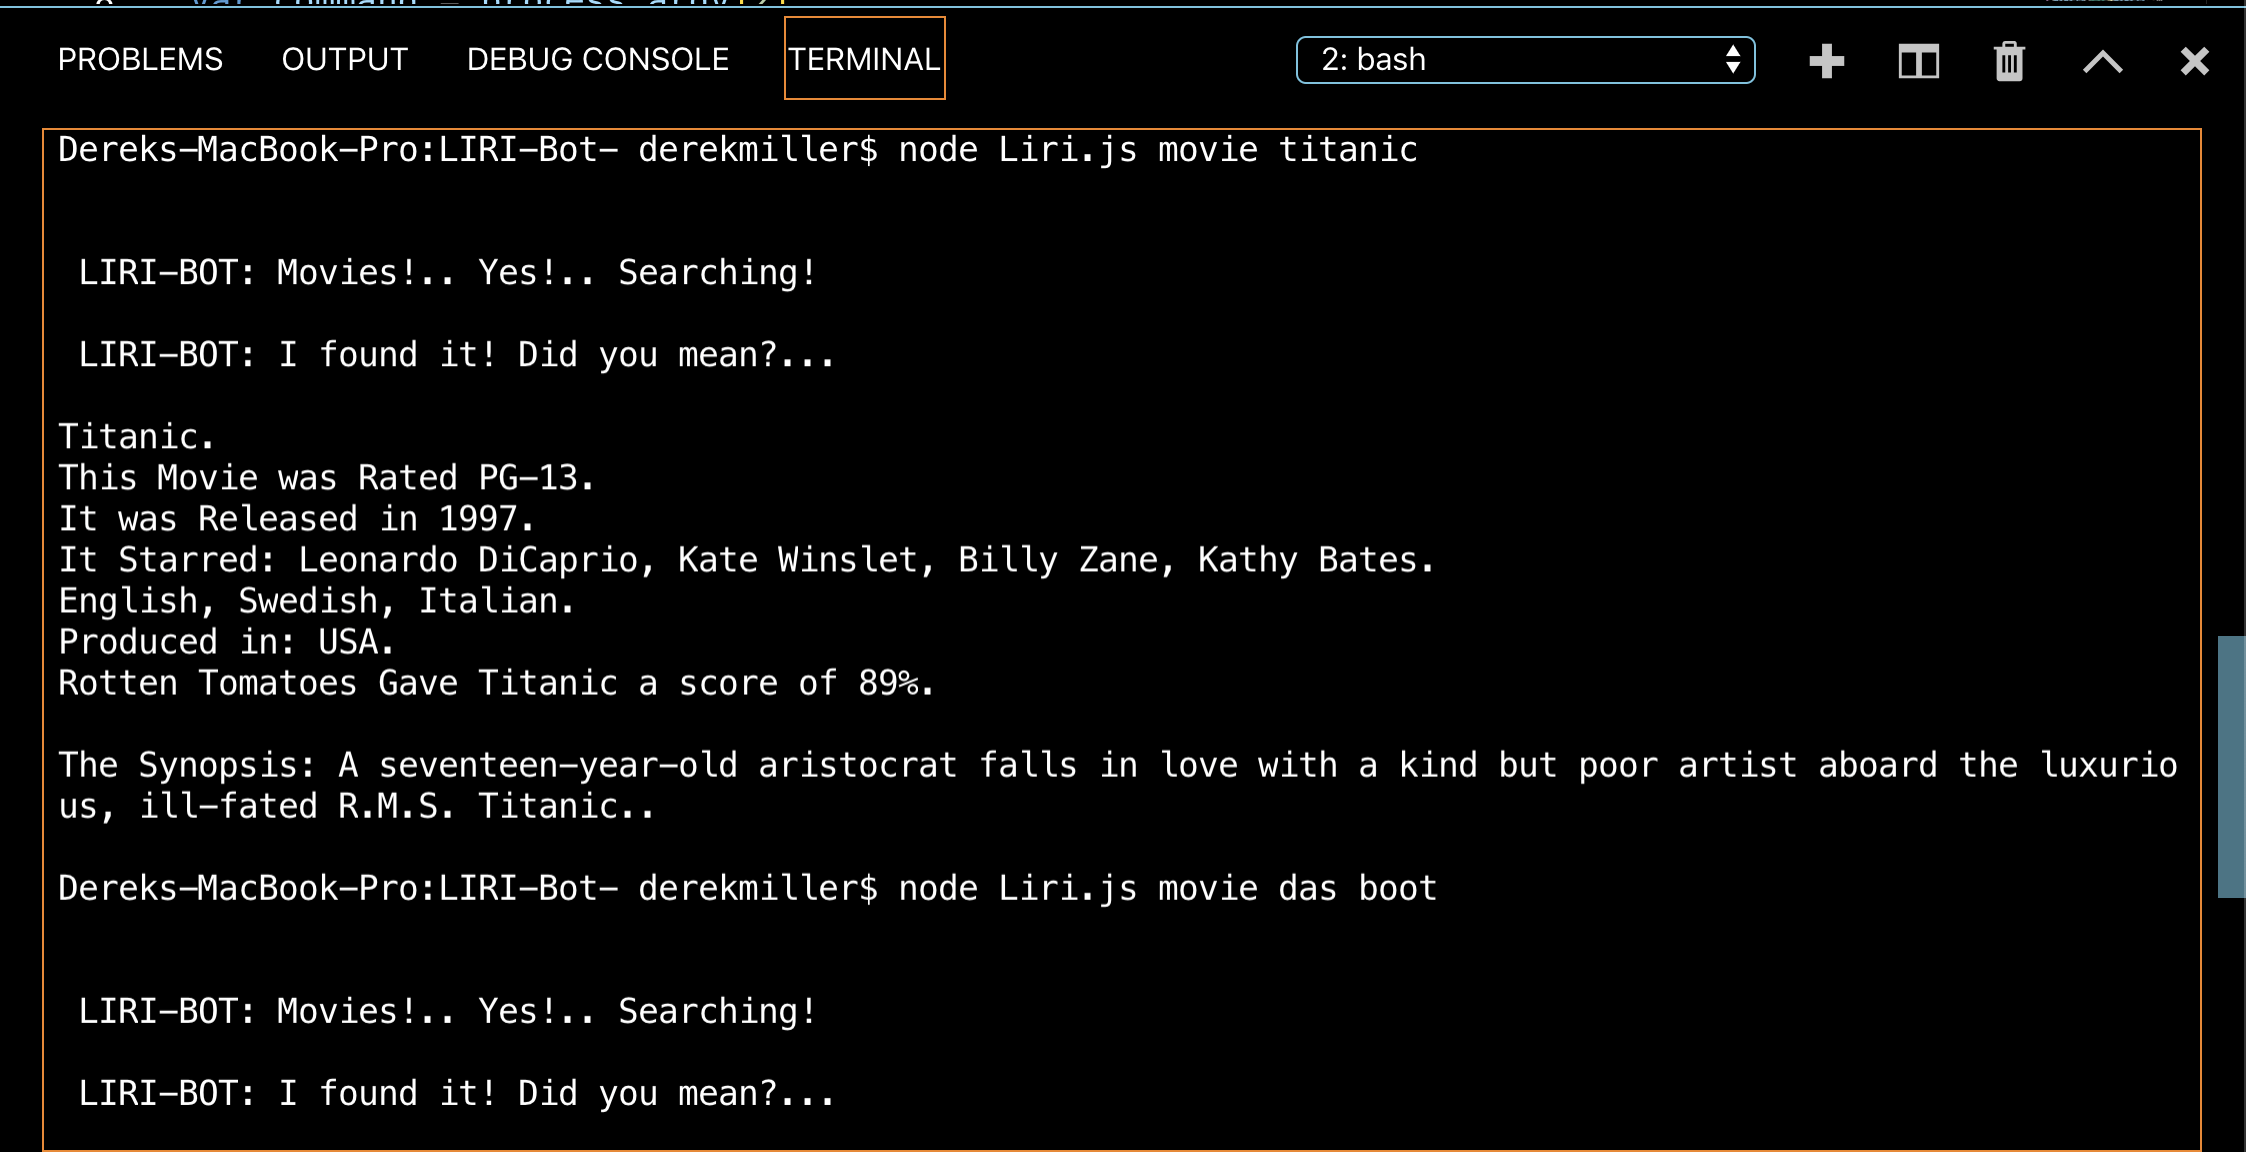 PROBLEMS OUTPUT DEBUG CONSOLE TERMINAL 2: bash
Dereks-MacBook-Pro:LIRI-Bot- derekmiller$ node Liri.js movie titanic
LIRI-BOT: Movies!.. Yes!.. Searching!
LIRI-BOT: I found it! Did you mean?...
Titanic.
This Movie was Rated PG-13.
It was Released in 1997.
It Starred: Leonardo DiCaprio, Kate Winslet, Billy Zane, Kathy Bates.
English, Swedish, Italian.
Produced in: USA.
Rotten Tomatoes Gave Titanic a score of 89%.
The Synopsis: A seventeen-year-old aristocrat falls in love with a kind but poor artist aboard the luxurio
us, ill-fated R.M.S. Titanic..
Dereks-MacBook-Pro:LIRI-Bot- derekmiller$ node Liri.js movie das boot
LIRI-BOT: Movies!.. Yes!.. Searching!
LIRI-BOT: I found it! Did you mean?...